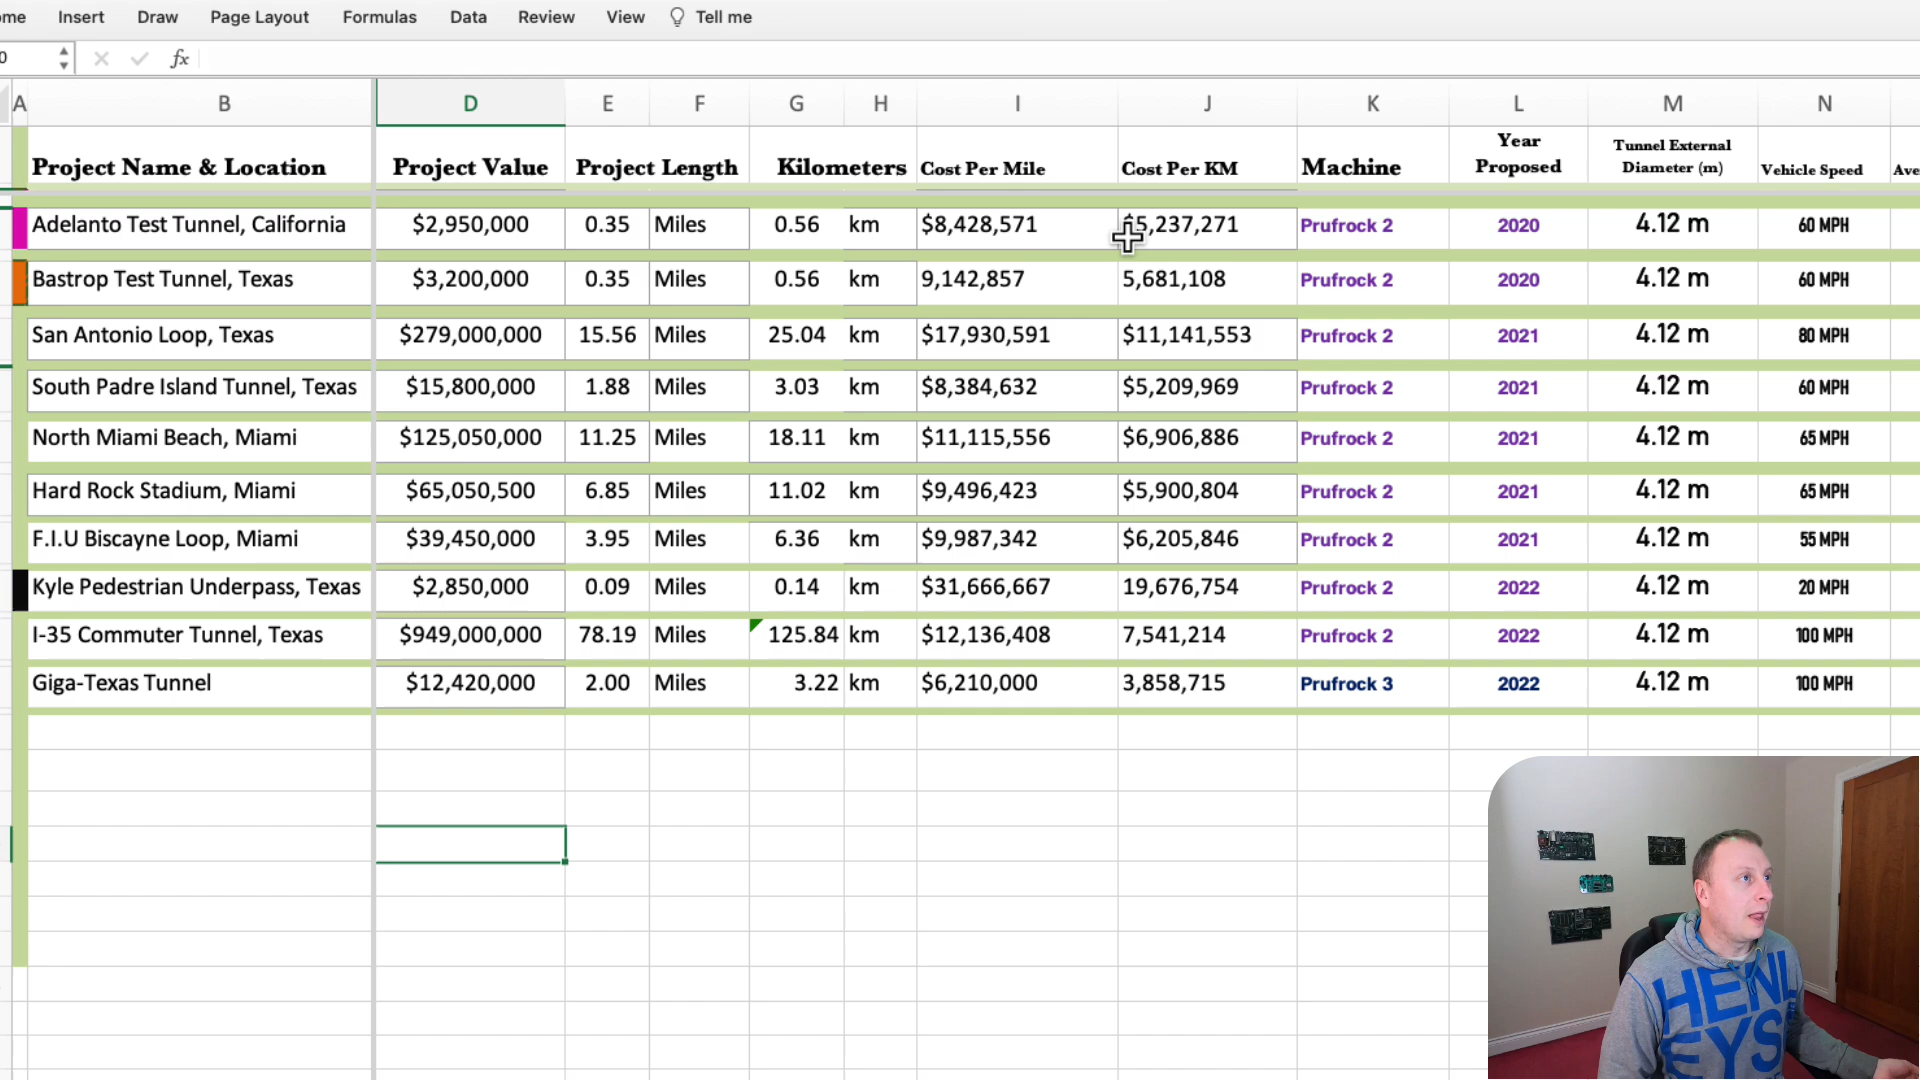 ome Insert Draw Page Layout Formulas Data Review View Tell me
0 fx
A B D E F G H I J K L M N
Project Name & Location Project Value Project Length Kilometers Cost Per Mile Cost Per KM Machine Year Proposed Tunnel External Diameter (m) Vehicle Speed Ave
Adelanto Test Tunnel, California $2,950,000 0.35 Miles 0.56 km $8,428,571 $5,237,271 Prufrock 2 2020 4.12 m 60 MPH
Bastrop Test Tunnel, Texas $3,200,000 0.35 Miles 0.56 km 9,142,857 5,681,108 Prufrock 2 2020 4.12 m 60 MPH
San Antonio Loop, Texas $279,000,000 15.56 Miles 25.04 km $17,930,591 $11,141,553 Prufrock 2 2021 4.12 m 80 MPH
South Padre Island Tunnel, Texas $15,800,000 1.88 Miles 3.03 km $8,384,632 $5,209,969 Prufrock 2 2021 4.12 m 60 MPH
North Miami Beach, Miami $125,050,000 11.25 Miles 18.11 km $11,115,556 $6,906,886 Prufrock 2 2021 4.12 m 65 MPH
Hard Rock Stadium, Miami $65,050,500 6.85 Miles 11.02 km $9,496,423 $5,900,804 Prufrock 2 2021 4.12 m 65 MPH
F.I.U Biscayne Loop, Miami $39,450,000 3.95 Miles 6.36 km $9,987,342 $6,205,846 Prufrock 2 2021 4.12 m 55 MPH
Kyle Pedestrian Underpass, Texas $2,850,000 0.09 Miles 0.14 km $31,666,667 19,676,754 Prufrock 2 2022 4.12 m 20 MPH
I-35 Commuter Tunnel, Texas $949,000,000 78.19 Miles 125.84 km $12,136,408 7,541,214 Prufrock 2 2022 4.12 m 100 MPH
Giga-Texas Tunnel $12,420,000 2.00 Miles 3.22 km $6,210,000 3,858,715 Prufrock 3 2022 4.12 m 100 MPH
HENL
EYS